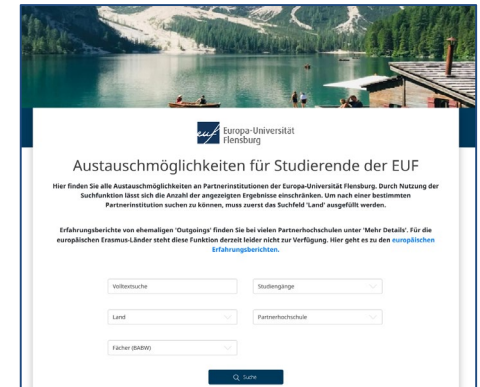 Europa-Universität
Flensburg
Austauschmöglichkeiten für Studierende der EUF
Hier finden Sie alle Austauschmöglichkeiten an Partnerinstitutionen der Europa-Universität Flensburg. Durch Nutzung der
Suchfunktion lässt sich die Anzahl der angezeigten Ergebnisse einschränken. Um nach einer bestimmten
Partnerinstitution suchen zu können, muss zuerst das Suchfeld 'Land' ausgefüllt werden.
Erfahrungsberichte von ehemaligen 'Outgoings' finden Sie bei vielen Partnerhochschulen unter 'Mehr Details'. Für die
europäischen Erasmus-Länder steht diese Funktion derzeit leider nicht zur Verfügung. Hier geht es zu den europäischen
Erfahrungsberichten.
Volltextsuche
Studiengänge
Land
Partnerhochschule
Fächer (BABW)
Suche